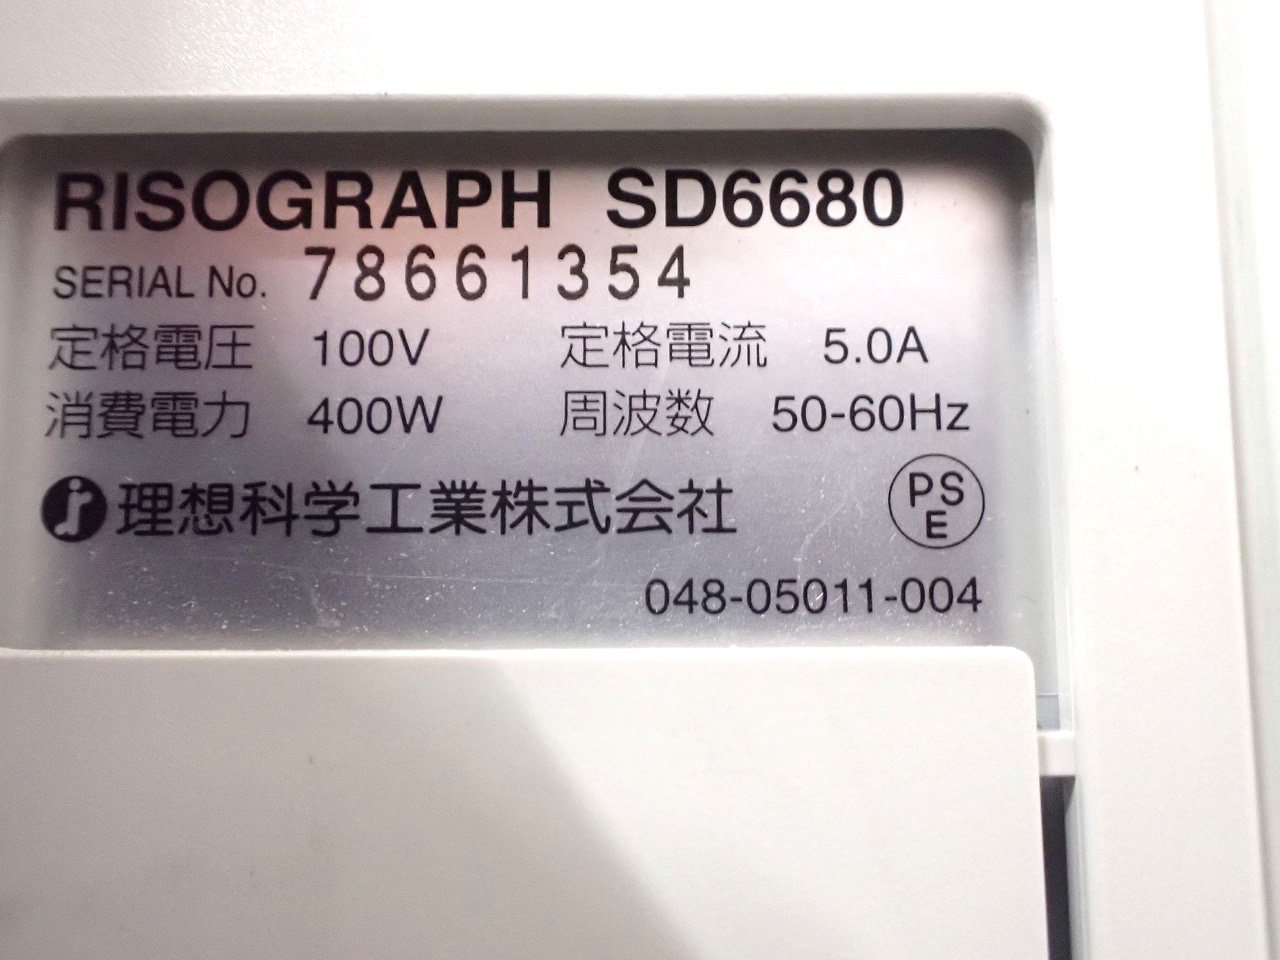 RISOGRAPH SD6680
SERIAL No. 78661354
定格電圧 100V 定格電流 5.0A
消費電力 400W 周波数 50-60Hz
理想科学工業株式会社
PS
E
048-05011-004